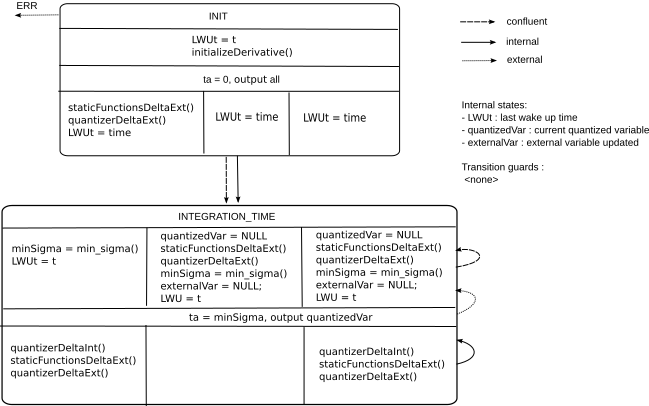 ERR
INIT
LWUt = t
initializeDerivative()
ta = 0, output all
staticFunctionsDeltaExt()
quantizerDeltaExt()
LWUt = time
LWUt = time
LWUt = time
confluent
internal
external
Internal states:
- LWUt : last wake up time
- quantizedVar : current quantized variable
- externalVar : external variable updated
Transition guards :
<none>
INTEGRATION_TIME
minSigma = min_sigma()
LWUt = t
quantizedVar = NULL
staticFunctionsDeltaExt()
quantizerDeltaExt()
minSigma = min_sigma()
externalVar = NULL;
LWU = t
quantizedVar = NULL
staticFunctionsDeltaExt()
quantizerDeltaExt()
minSigma = min_sigma()
externalVar = NULL;
LWU = t
ta = minSigma, output quantizedVar
quantizerDeltaInt()
staticFunctionsDeltaExt()
quantizerDeltaExt()
quantizerDeltaInt()
staticFunctionsDeltaExt()
quantizerDeltaExt()